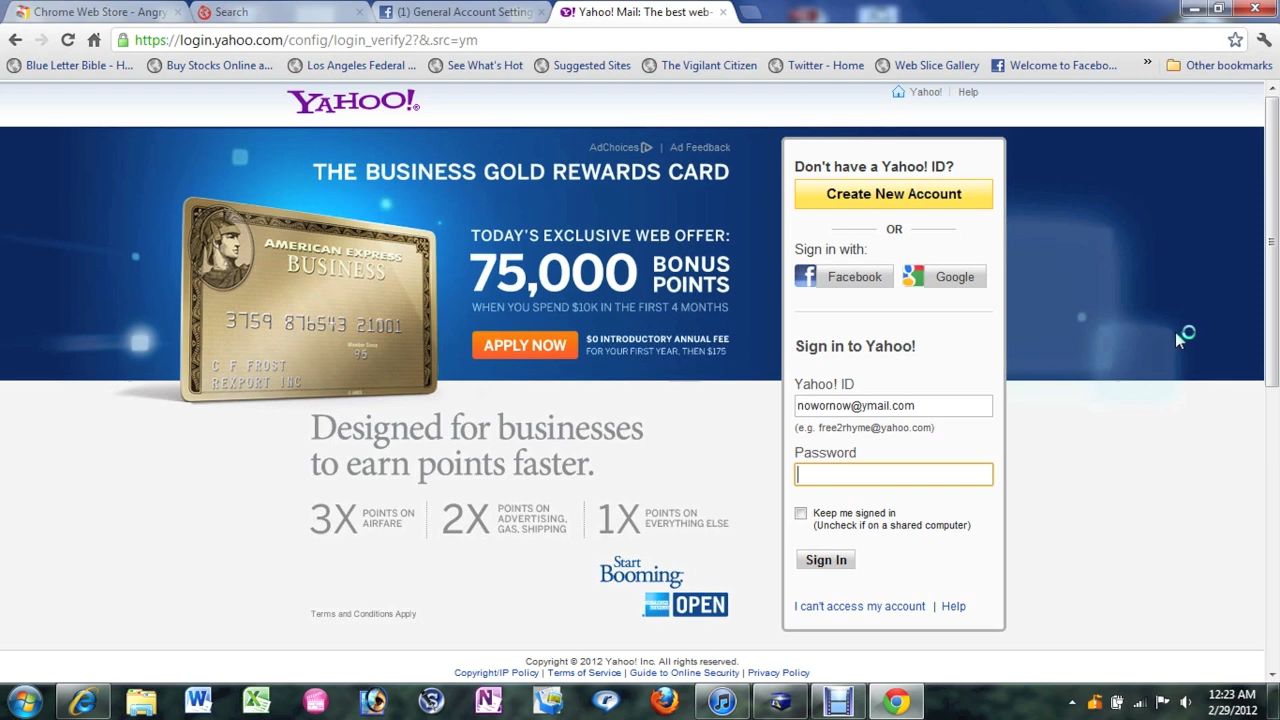 Chrome Web Store - Angry
Search
(1) General Account Setting
Yahoo! Mail: The best web-
https://login.yahoo.com/config/login_verify2?&.src=ym
Blue Letter Bible - H...
Buy Stocks Online a...
Los Angeles Federal ...
See What's Hot
Suggested Sites
The Vigilant Citizen
Twitter - Home
Web Slice Gallery
Welcome to Facebo...
Other bookmarks
YAHOO!
Yahoo! | Help
AdChoices | Ad Feedback
THE BUSINESS GOLD REWARDS CARD
AMERICAN EXPRESS
BUSINESS
3759 876543 21001
Member Since
95
C F FROST
REXPORT INC
TODAY'S EXCLUSIVE WEB OFFER:
75,000 BONUS POINTS
WHEN YOU SPEND $10K IN THE FIRST 4 MONTHS
APPLY NOW
$0 INTRODUCTORY ANNUAL FEE
FOR YOUR FIRST YEAR, THEN $175
Designed for businesses
to earn points faster.
3X POINTS ON AIRFARE
2X POINTS ON ADVERTISING, GAS, SHIPPING
1X POINTS ON EVERYTHING ELSE
Start
Booming.
OPEN
Terms and Conditions Apply
Don't have a Yahoo! ID?
Create New Account
OR
Sign in with:
Facebook
Google
Sign in to Yahoo!
Yahoo! ID
nowornow@ymail.com
(e.g. free2rhyme@yahoo.com)
Password
Keep me signed in
(Uncheck if on a shared computer)
Sign In
I can't access my account | Help
Copyright © 2012 Yahoo! Inc. All rights reserved.
Copyright/IP Policy | Terms of Service | Guide to Online Security | Privacy Policy
12:23 AM
2/29/2012